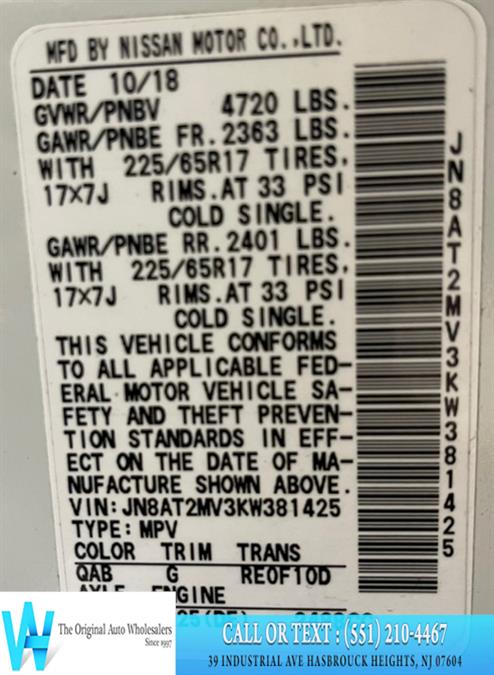 MFD BY NISSAN MOTOR CO.,LTD.
DATE 10/18
GVWR/PNBV 4720 LBS.
GAWR/PNBE FR. 2363 LBS.
WITH 225/65R17 TIRES,
17X7J RIMS. AT 33 PSI
COLD SINGLE.
GAWR/PNBE RR. 2401 LBS.
WITH 225/65R17 TIRES,
17X7J RIMS. AT 33 PSI
COLD SINGLE.
THIS VEHICLE CONFORMS
TO ALL APPLICABLE FED-
ERAL MOTOR VEHICLE SA-
FETY AND THEFT PREVEN-
TION STANDARDS IN EFF-
ECT ON THE DATE OF MA-
NUFACTURE SHOWN ABOVE.
VIN:JN8AT2MV3KW381425
TYPE:MPV
COLOR TRIM TRANS
QAB G RE0F10D
AXLE ENGINE
JN8AT2MV3KW381425
The Original Auto Wholesalers
Since 1997
CALL OR TEXT : (551) 210-4467
39 INDUSTRIAL AVE HASBROUCK HEIGHTS, NJ 07604